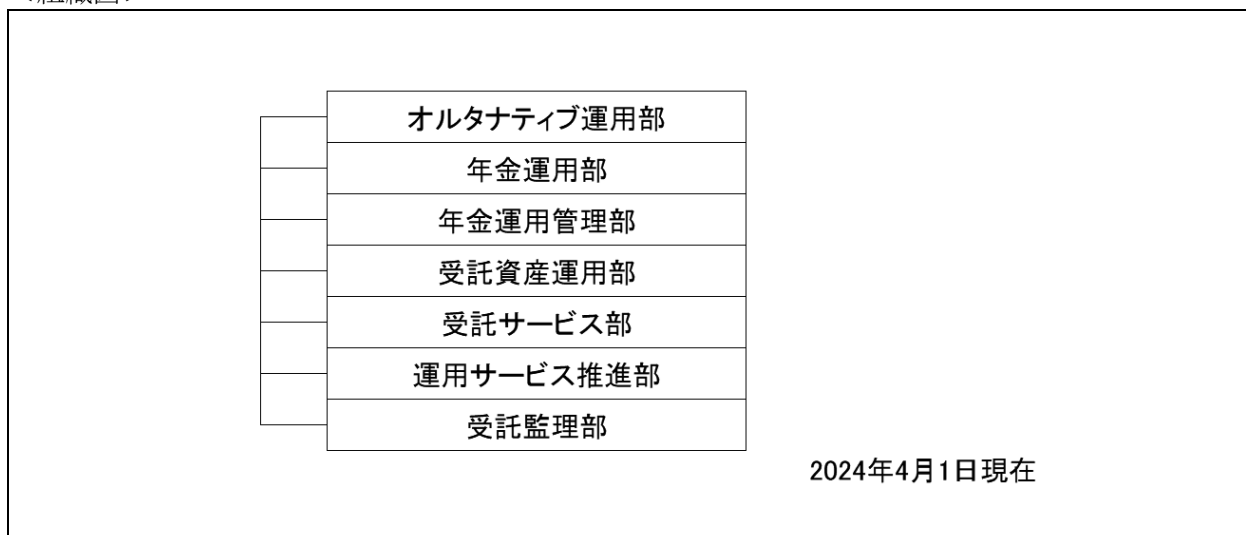 オルタナティブ運用部
年金運用部
年金運用管理部
受託資産運用部
受託サービス部
運用サービス推進部
受託監理部
2024年4月1日現在